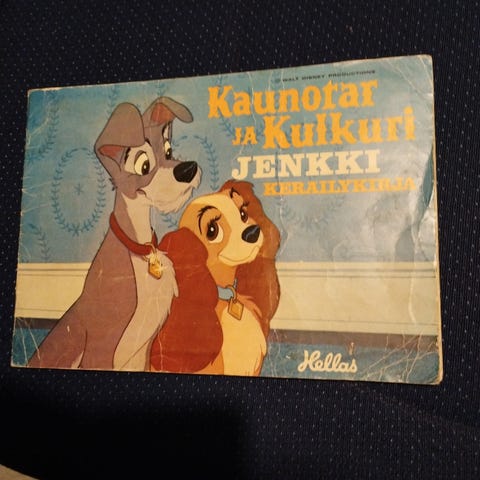 © WALT DISNEY PRODUCTIONS
Kaunotar
JA Kulkuri
JENKKI
KERÄILYKIRJA
Hellas